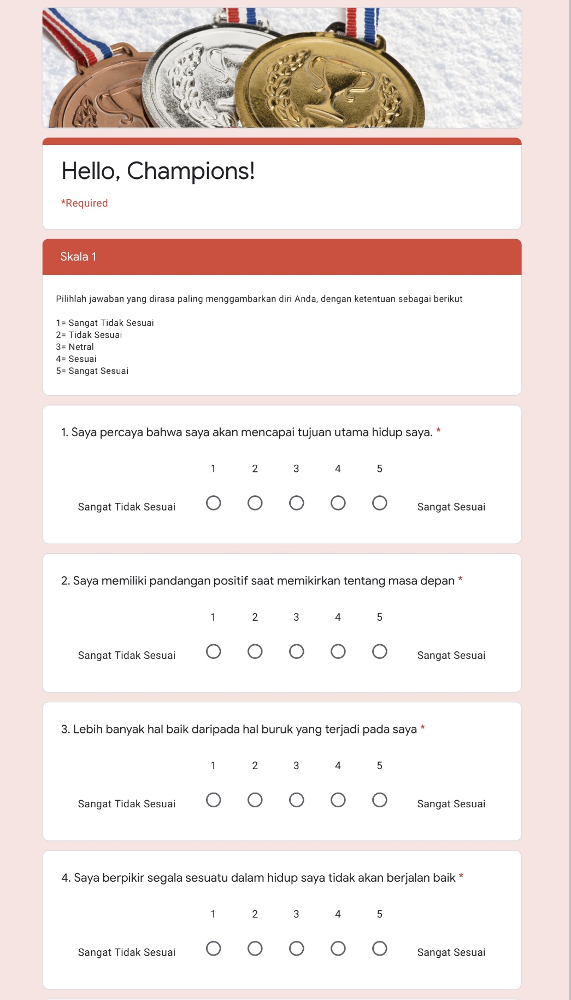 Hello, Champions!
*Required
Skala 1
Pilihlah jawaban yang dirasa paling menggambarkan diri Anda, dengan ketentuan sebagai berikut
1= Sangat Tidak Sesuai
2= Tidak Sesuai
3= Netral
4= Sesuai
5= Sangat Sesuai
1. Saya percaya bahwa saya akan mencapai tujuan utama hidup saya. *
1 2 3 4 5
Sangat Tidak Sesuai Sangat Sesuai
2. Saya memiliki pandangan positif saat memikirkan tentang masa depan *
1 2 3 4 5
Sangat Tidak Sesuai Sangat Sesuai
3. Lebih banyak hal baik daripada hal buruk yang terjadi pada saya *
1 2 3 4 5
Sangat Tidak Sesuai Sangat Sesuai
4. Saya berpikir segala sesuatu dalam hidup saya tidak akan berjalan baik *
1 2 3 4 5
Sangat Tidak Sesuai Sangat Sesuai